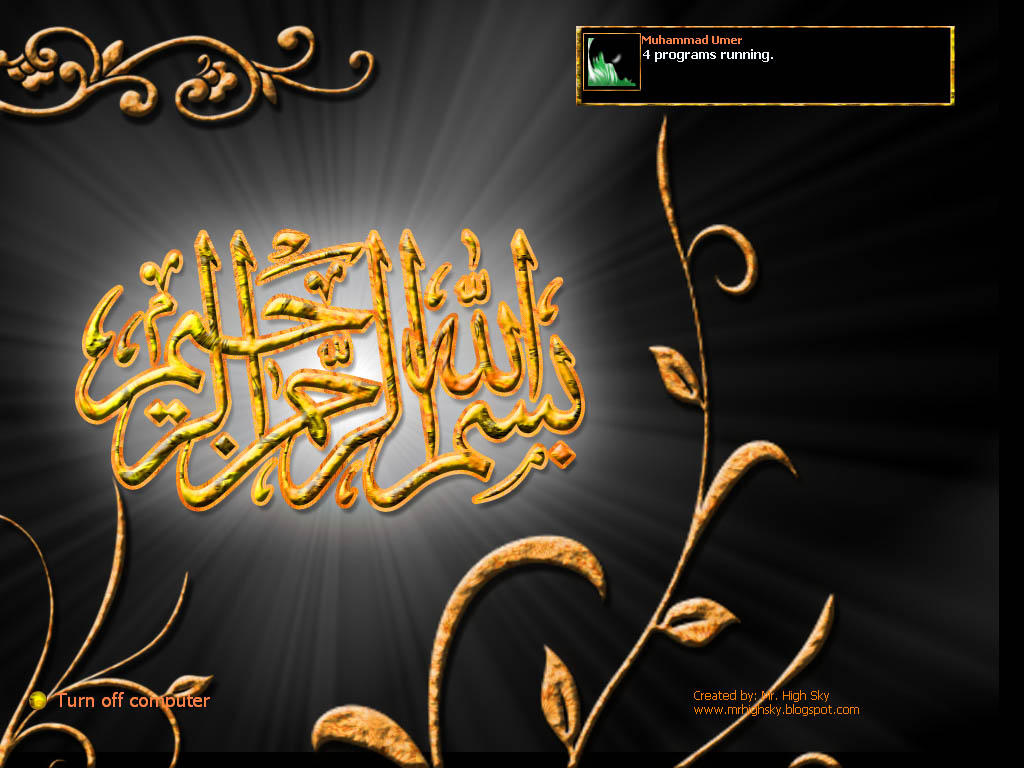 Muhammad Umer
4 programs running.
بسم الله الرحمن الرحيم
Turn off computer
Created by: Mr. High Sky
www.mrhighsky.blogspot.com